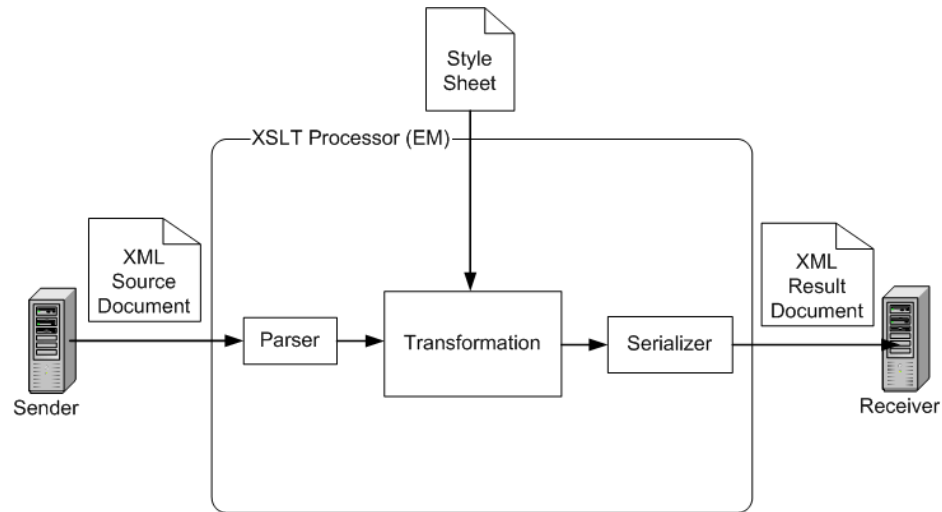 Style
Sheet
XSLT Processor (EM)
XML
Source
Document
XML
Result
Document
Parser
Transformation
Serializer
Sender
Receiver